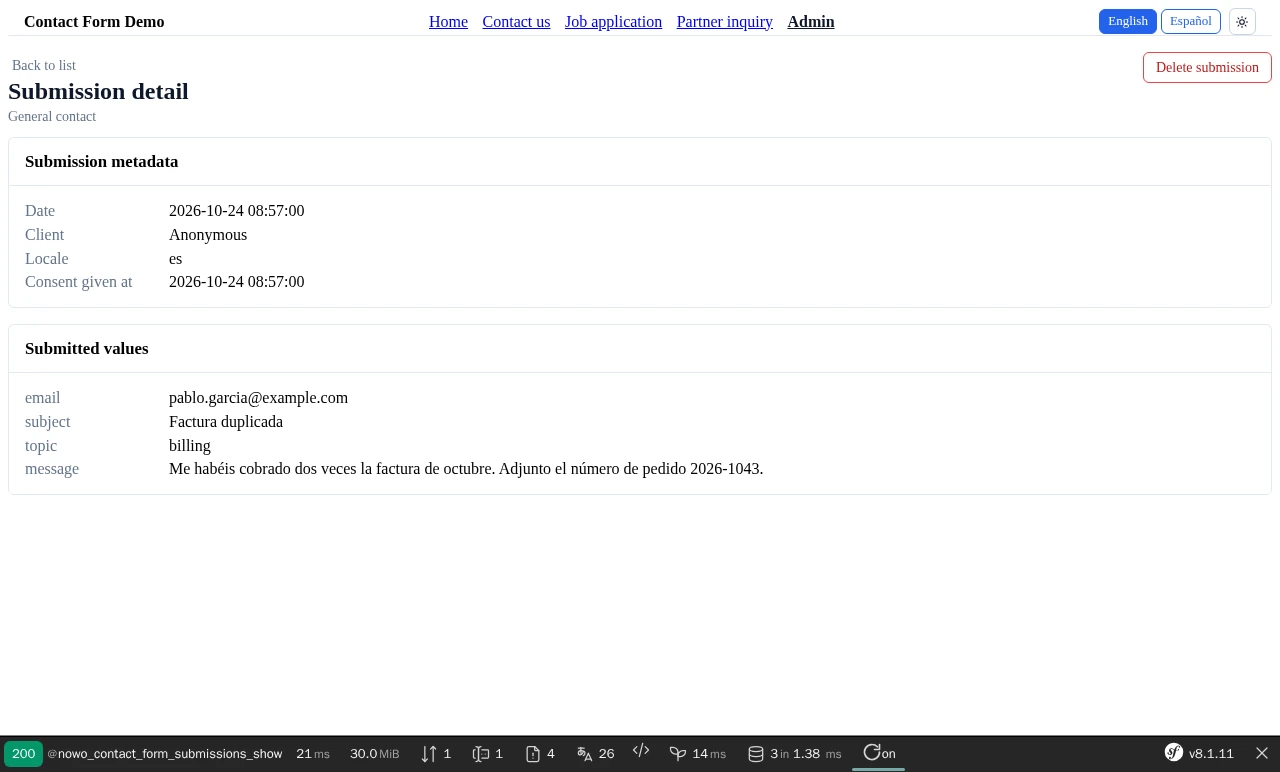 Contact Form Demo Home Contact us Job application Partner inquiry Admin English Español
Back to list
Delete submission
Submission detail
General contact
Submission metadata
Date 2026-10-24 08:57:00
Client Anonymous
Locale es
Consent given at 2026-10-24 08:57:00
Submitted values
email pablo.garcia@example.com
subject Factura duplicada
topic billing
message Me habéis cobrado dos veces la factura de octubre. Adjunto el número de pedido 2026-1043.
200 @nowo_contact_form_submissions_show 21 ms 30.0 MiB 1 1 4 26 14 ms 3 in 1.38 ms on sf v8.1.11